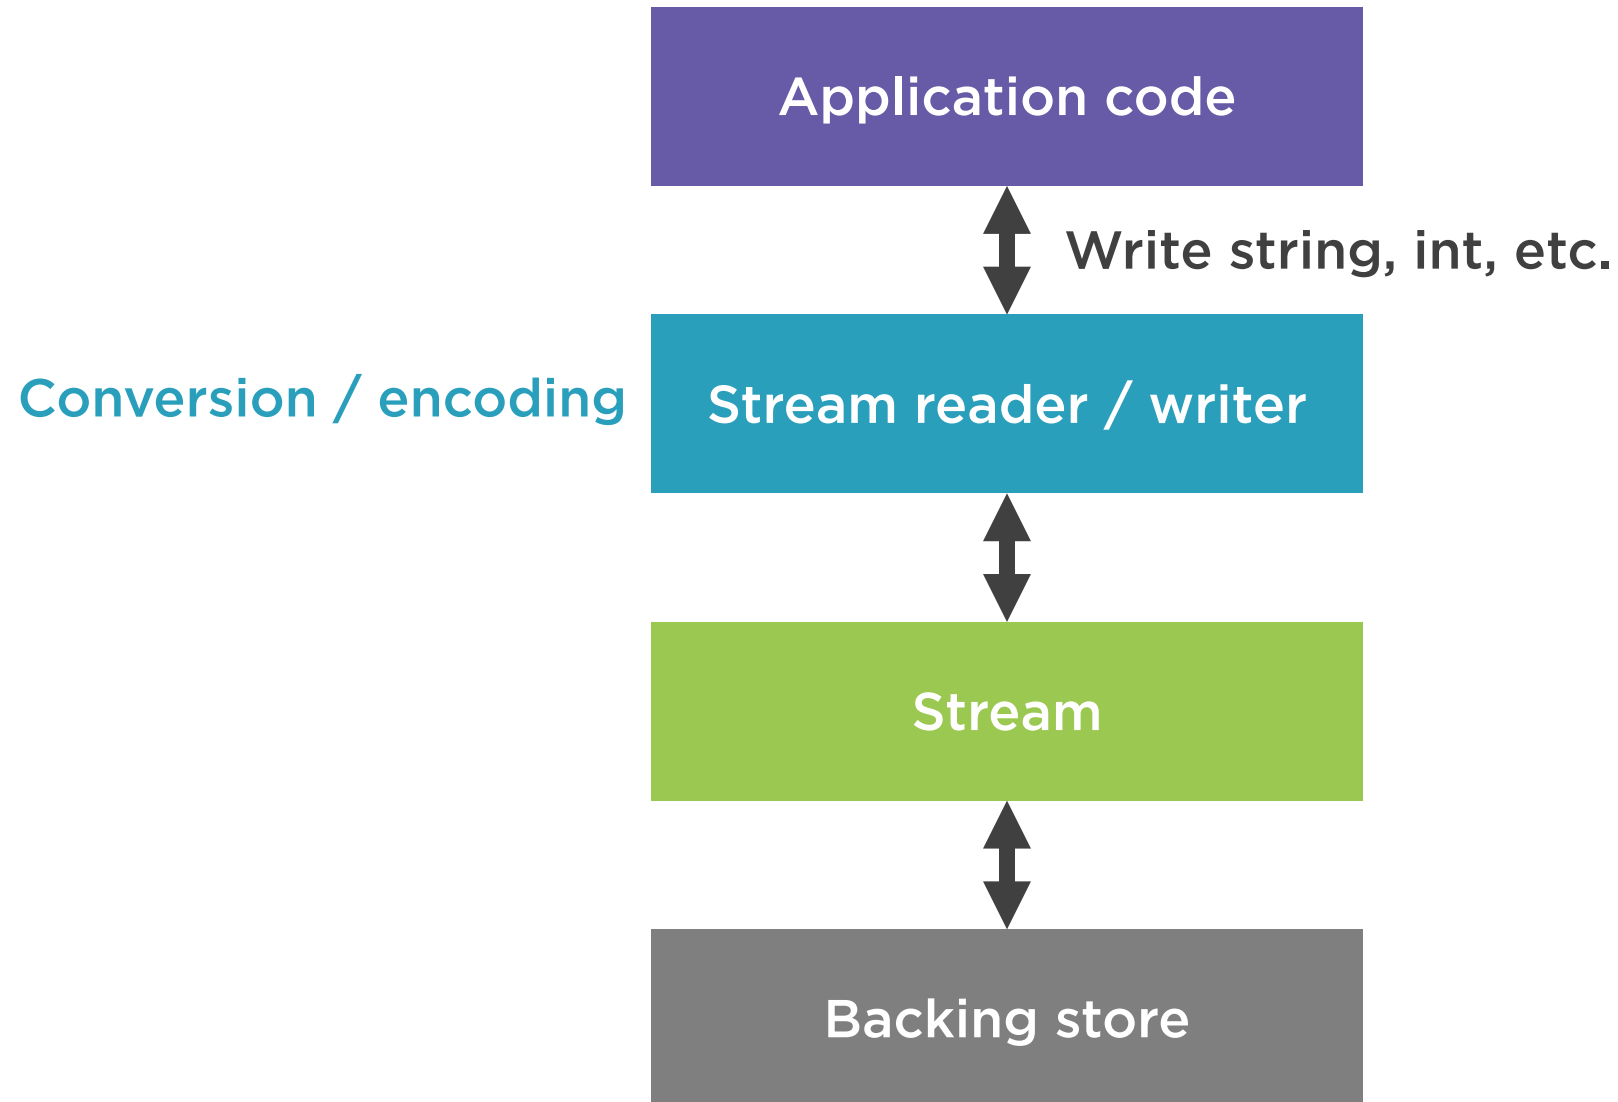 Application code
Write string, int, etc.
Conversion / encoding
Stream reader / writer
Stream
Backing store